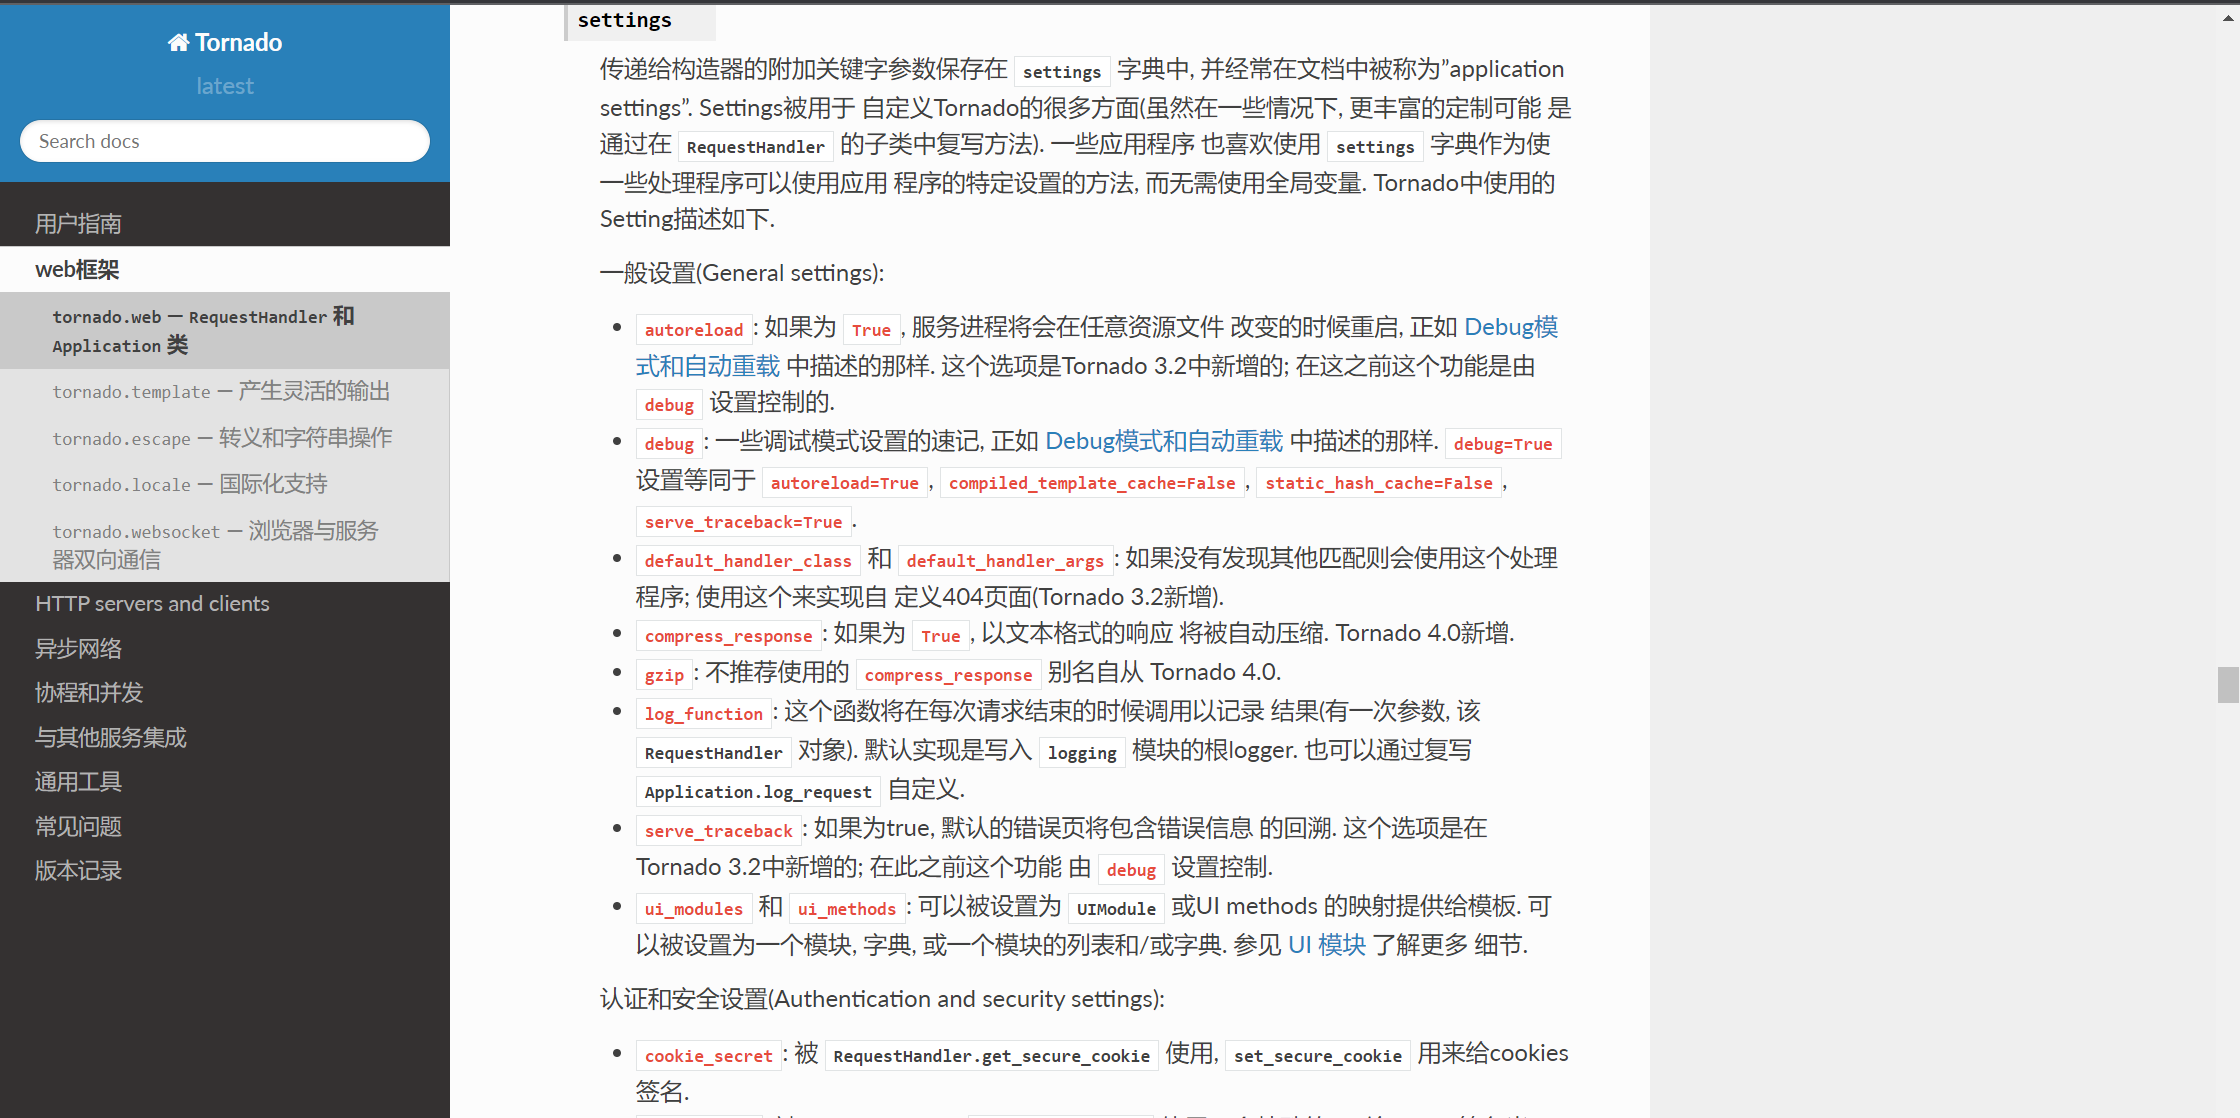 Tornado
latest
Search docs
用户指南
web框架
tornado.web — RequestHandler 和
Application 类
tornado.template — 产生灵活的输出
tornado.escape — 转义和字符串操作
tornado.locale — 国际化支持
tornado.websocket — 浏览器与服务
器双向通信
HTTP servers and clients
异步网络
协程和并发
与其他服务集成
通用工具
常见问题
版本记录
settings
传递给构造器的附加关键字参数保存在 settings 字典中, 并经常在文档中被称为”application
settings”. Settings被用于 自定义Tornado的很多方面(虽然在一些情况下, 更丰富的定制可能 是
通过在 RequestHandler 的子类中复写方法). 一些应用程序 也喜欢使用 settings 字典作为使
一些处理程序可以使用应用 程序的特定设置的方法, 而无需使用全局变量. Tornado中使用的
Setting描述如下.
一般设置(General settings):
autoreload: 如果为 True, 服务进程将会在任意资源文件 改变的时候重启, 正如 Debug模
式和自动重载 中描述的那样. 这个选项是Tornado 3.2中新增的; 在这之前这个功能是由
debug 设置控制的.
debug: 一些调试模式设置的速记, 正如 Debug模式和自动重载 中描述的那样. debug=True
设置等同于 autoreload=True, compiled_template_cache=False, static_hash_cache=False,
serve_traceback=True.
default_handler_class 和 default_handler_args: 如果没有发现其他匹配则会使用这个处理
程序; 使用这个来实现自 定义404页面(Tornado 3.2新增).
compress_response: 如果为 True, 以文本格式的响应 将被自动压缩. Tornado 4.0新增.
gzip: 不推荐使用的 compress_response 别名自从 Tornado 4.0.
log_function: 这个函数将在每次请求结束的时候调用以记录 结果(有一次参数, 该
RequestHandler 对象). 默认实现是写入 logging 模块的根logger. 也可以通过复写
Application.log_request 自定义.
serve_traceback: 如果为true, 默认的错误页将包含错误信息 的回溯. 这个选项是在
Tornado 3.2中新增的; 在此之前这个功能 由 debug 设置控制.
ui_modules 和 ui_methods: 可以被设置为 UIModule 或UI methods 的映射提供给模板. 可
以被设置为一个模块, 字典, 或一个模块的列表和/或字典. 参见 UI 模块 了解更多 细节.
认证和安全设置(Authentication and security settings):
cookie_secret: 被 RequestHandler.get_secure_cookie 使用, set_secure_cookie 用来给cookies
签名.